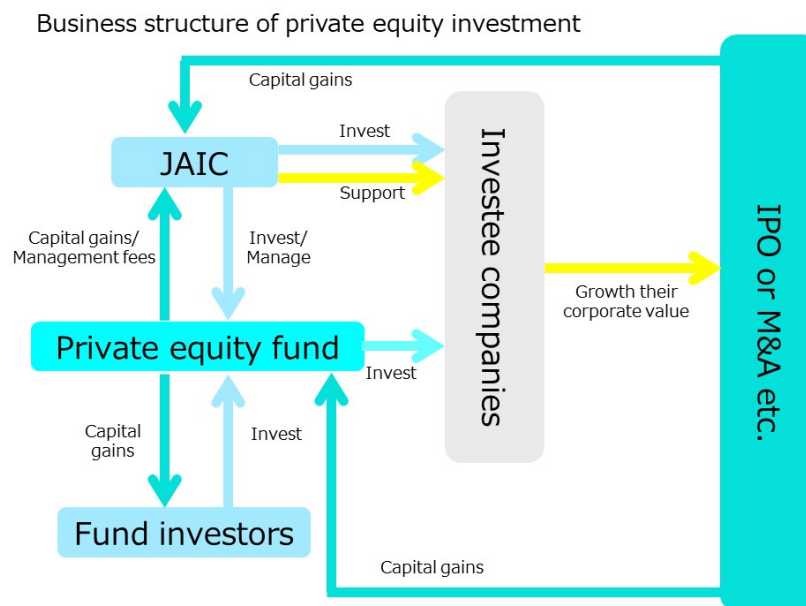 Business structure of private equity investment
Capital gains
JAIC
Invest
Support
Capital gains/
Management fees
Invest/
Manage
Investee companies
IPO or M&A etc.
Growth their
corporate value
Private equity fund
Invest
Capital
gains
Invest
Fund investors
Capital gains